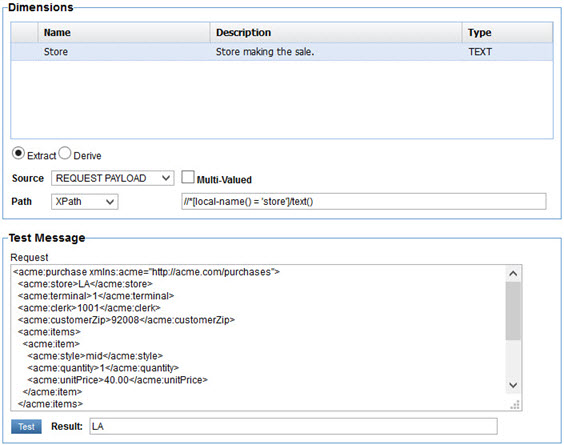 Dimensions
Name Description Type
Store Store making the sale. TEXT
Extract Derive
Source REQUEST PAYLOAD Multi-Valued
Path XPath //*[local-name() = 'store']/text()
Test Message
Request
<acme:purchase xmlns:acme="http://acme.com/purchases">
<acme:store>LA</acme:store>
<acme:terminal>1</acme:terminal>
<acme:clerk>1001</acme:clerk>
<acme:customerZip>92008</acme:customerZip>
<acme:items>
<acme:item>
<acme:style>mid</acme:style>
<acme:quantity>1</acme:quantity>
<acme:unitPrice>40.00</acme:unitPrice>
</acme:item>
</acme:items>
Test Result: LA